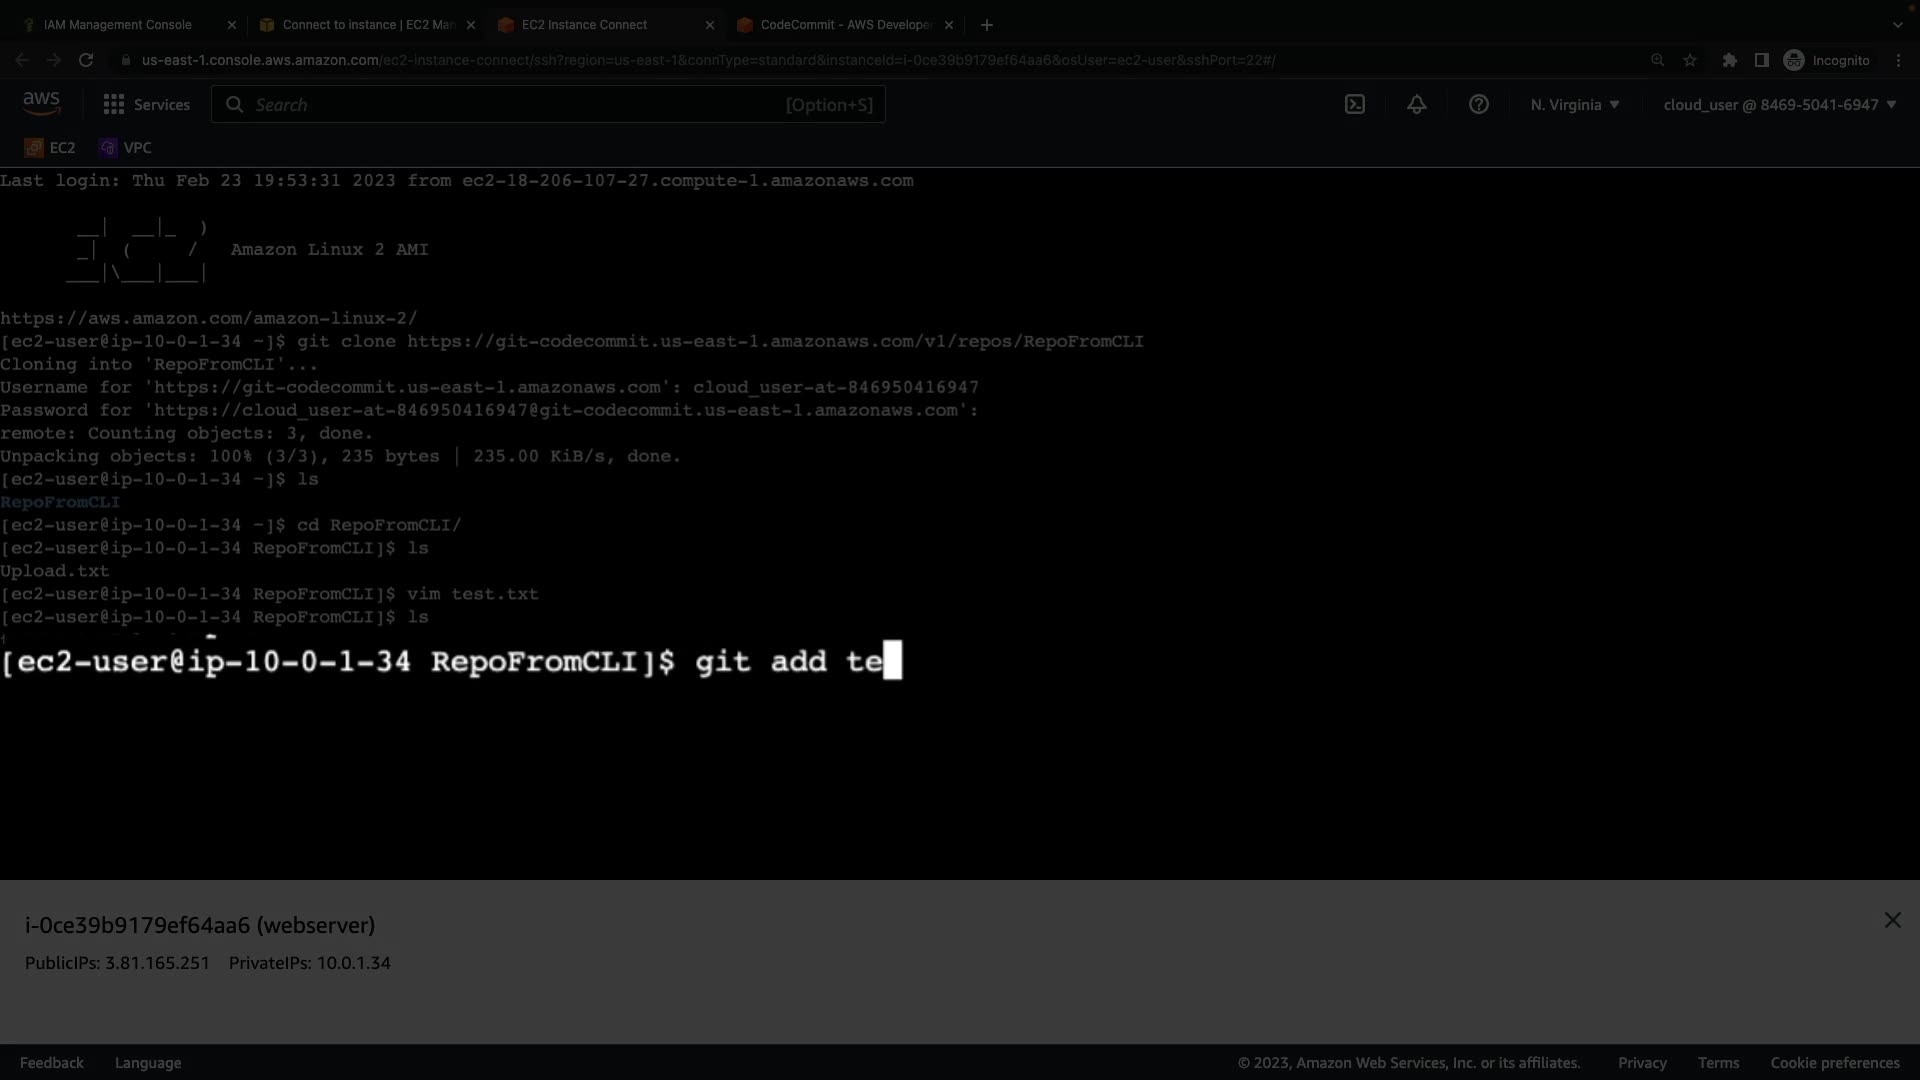 IAM Management Console
Connect to instance | EC2 Man
EC2 Instance Connect
CodeCommit - AWS Develope
us-east-1.console.aws.amazon.com/ec2-instance-connect/ssh?region=us-east-1&connType=standard&instanceId=i-0ce39b9179ef64aa6&osUser=ec2-user&sshPort=22#/
Incognito
aws
Services
Search
[Option+S]
N. Virginia
cloud_user @ 8469-5041-6947
EC2
VPC
Last login: Thu Feb 23 19:53:31 2023 from ec2-18-206-107-27.compute-1.amazonaws.com
__|  __|_  )
_|  (     /   Amazon Linux 2 AMI
___|\___|___|
https://aws.amazon.com/amazon-linux-2/
[ec2-user@ip-10-0-1-34 ~]$ git clone https://git-codecommit.us-east-1.amazonaws.com/v1/repos/RepoFromCLI
Cloning into 'RepoFromCLI'...
Username for 'https://git-codecommit.us-east-1.amazonaws.com': cloud_user-at-846950416947
Password for 'https://cloud_user-at-846950416947@git-codecommit.us-east-1.amazonaws.com':
remote: Counting objects: 3, done.
Unpacking objects: 100% (3/3), 235 bytes | 235.00 KiB/s, done.
[ec2-user@ip-10-0-1-34 ~]$ ls
RepoFromCLI
[ec2-user@ip-10-0-1-34 ~]$ cd RepoFromCLI/
[ec2-user@ip-10-0-1-34 RepoFromCLI]$ ls
Upload.txt
[ec2-user@ip-10-0-1-34 RepoFromCLI]$ vim test.txt
[ec2-user@ip-10-0-1-34 RepoFromCLI]$ ls
[ec2-user@ip-10-0-1-34 RepoFromCLI]$ git add te
i-0ce39b9179ef64aa6 (webserver)
PublicIPs: 3.81.165.251 PrivateIPs: 10.0.1.34
Feedback
Language
© 2023, Amazon Web Services, Inc. or its affiliates.
Privacy
Terms
Cookie preferences